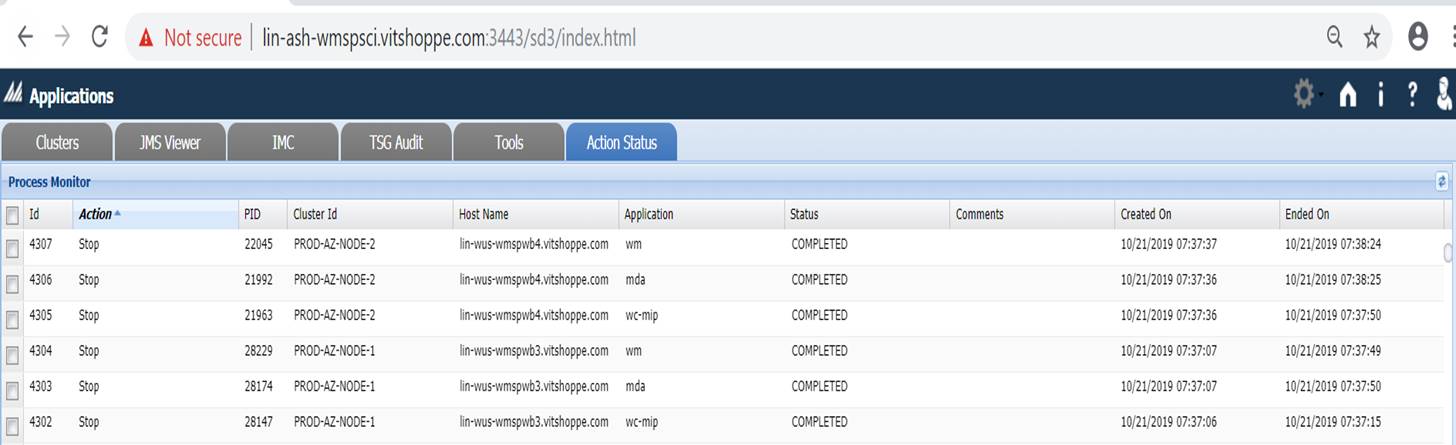 Not secure lin-ash-wmspsci.vitshoppe.com:3443/sd3/index.html
Applications
Clusters JMS Viewer IMC TSG Audit Tools Action Status
Process Monitor
Id Action PID Cluster Id Host Name Application Status Comments Created On Ended On
4307 Stop 22045 PROD-AZ-NODE-2 lin-wus-wmspwb4.vitshoppe.com wm COMPLETED 10/21/2019 07:37:37 10/21/2019 07:38:24
4306 Stop 21992 PROD-AZ-NODE-2 lin-wus-wmspwb4.vitshoppe.com mda COMPLETED 10/21/2019 07:37:36 10/21/2019 07:38:25
4305 Stop 21963 PROD-AZ-NODE-2 lin-wus-wmspwb4.vitshoppe.com wc-mip COMPLETED 10/21/2019 07:37:36 10/21/2019 07:37:50
4304 Stop 28229 PROD-AZ-NODE-1 lin-wus-wmspwb3.vitshoppe.com wm COMPLETED 10/21/2019 07:37:07 10/21/2019 07:37:49
4303 Stop 28174 PROD-AZ-NODE-1 lin-wus-wmspwb3.vitshoppe.com mda COMPLETED 10/21/2019 07:37:07 10/21/2019 07:37:50
4302 Stop 28147 PROD-AZ-NODE-1 lin-wus-wmspwb3.vitshoppe.com wc-mip COMPLETED 10/21/2019 07:37:06 10/21/2019 07:37:15